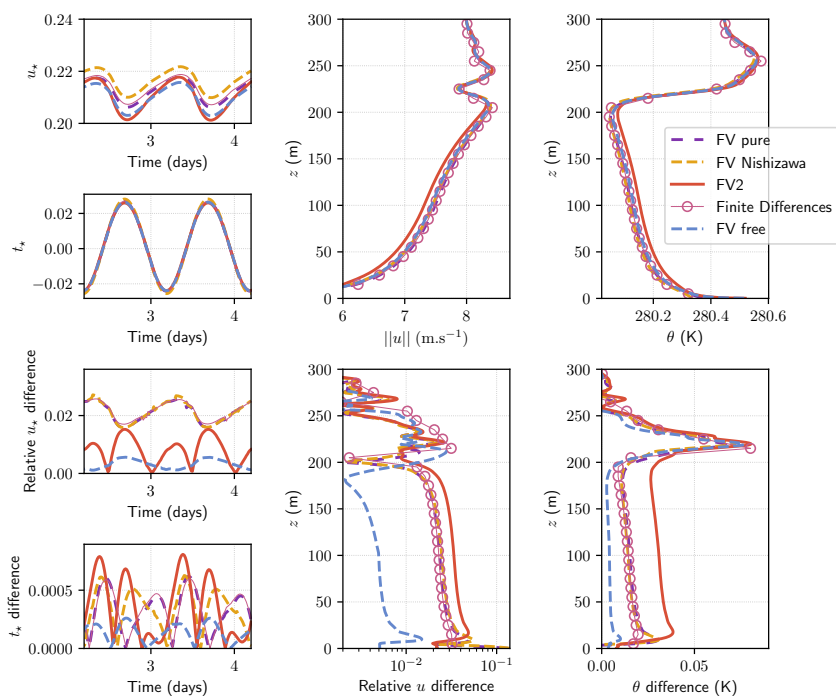 0.24
0.22
0.20
u⋆
3
4
Time (days)
0.02
0.00
−0.02
t⋆
3
4
Time (days)
300
250
200
150
100
50
0
z (m)
6
7
8
||u|| (m.s⁻¹)
300
250
200
150
100
50
0
z (m)
280.2
280.4
280.6
θ (K)
FV pure
FV Nishizawa
FV2
Finite Differences
FV free
0.02
0.00
Relative u⋆ difference
3
4
Time (days)
0.0005
0.0000
t⋆ difference
3
4
Time (days)
300
250
200
150
100
50
0
z (m)
10⁻²
10⁻¹
Relative u difference
300
250
200
150
100
50
0
z (m)
0.00
0.05
θ difference (K)